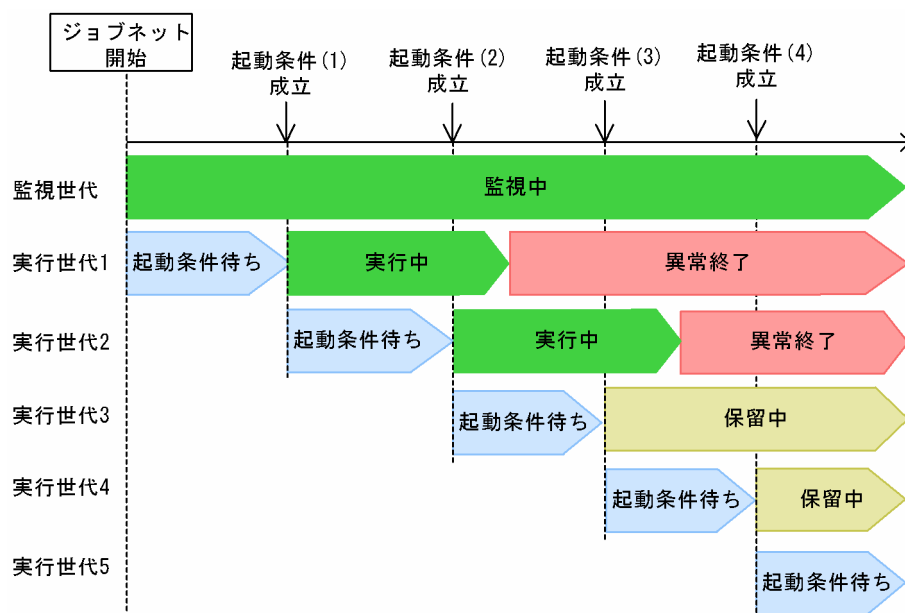 ジョブネット
開始
起動条件(1)
成立
起動条件(2)
成立
起動条件(3)
成立
起動条件(4)
成立
監視世代
監視中
実行世代1
起動条件待ち
実行中
異常終了
実行世代2
起動条件待ち
実行中
異常終了
実行世代3
起動条件待ち
保留中
実行世代4
起動条件待ち
保留中
実行世代5
起動条件待ち